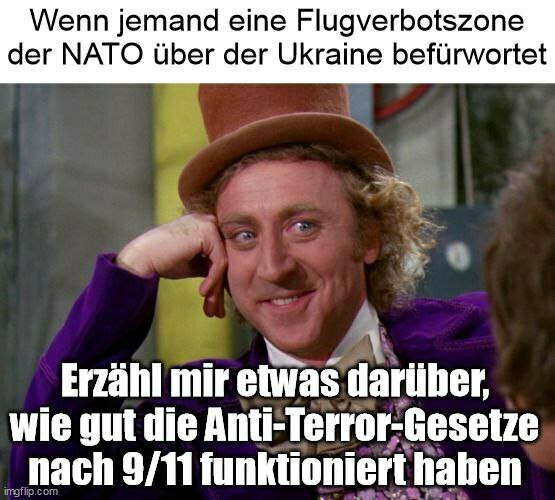 Wenn jemand eine Flugverbotszone
der NATO über der Ukraine befürwortet
Erzähl mir etwas darüber,
wie gut die Anti-Terror-Gesetze
nach 9/11 funktioniert haben
imgflip.com